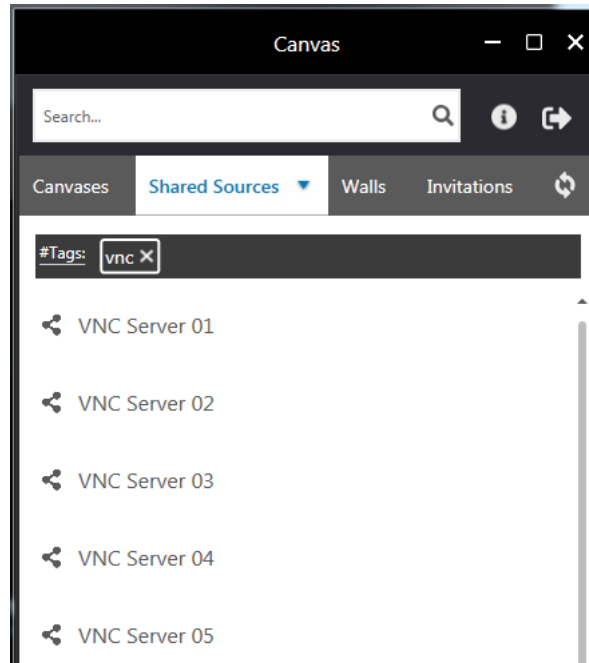 Canvas
Search...
Canvases Shared Sources Walls Invitations
#Tags: vnc
VNC Server 01
VNC Server 02
VNC Server 03
VNC Server 04
VNC Server 05